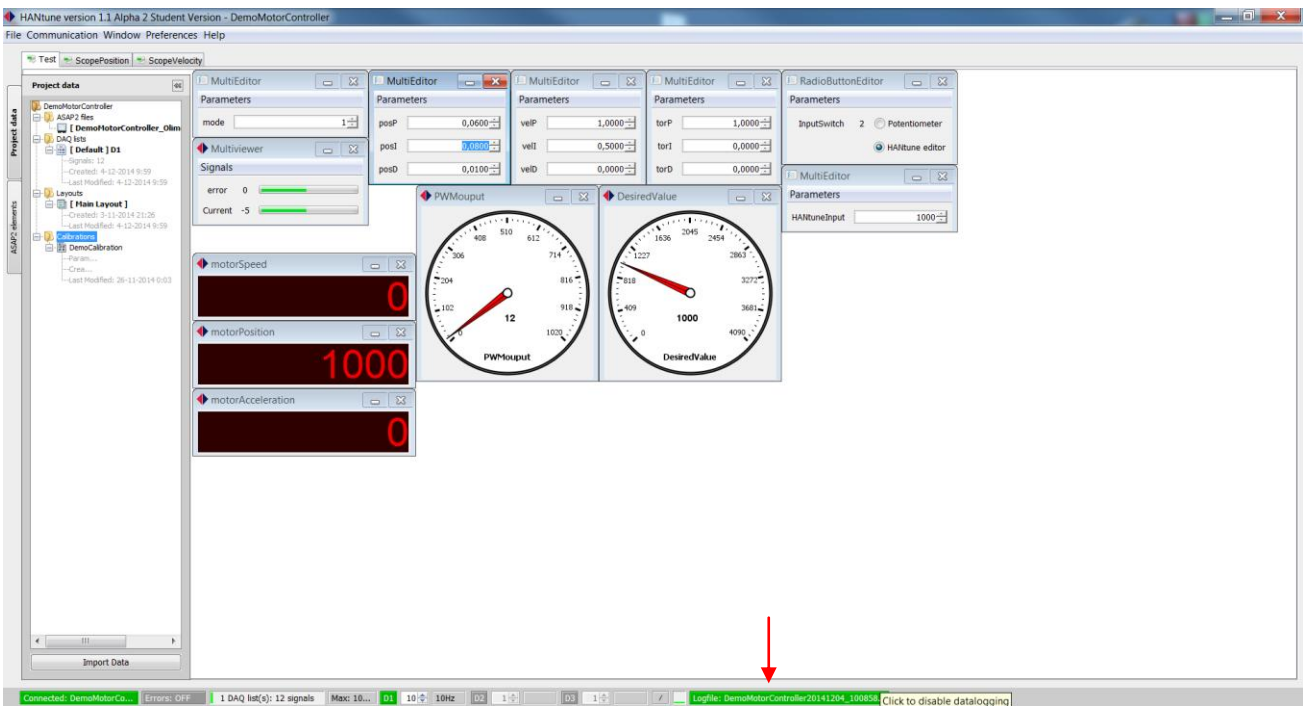 HANtune version 1.1 Alpha 2 Student Version - DemoMotorController
File Communication Window Preferences Help
Test ScopePosition ScopeVelocity
Project data
Project data
ASAP2 elements
DemoMotorController
ASAP2 files
[ DemoMotorController_Olim
DAQ lists
[ Default ] D1
Signals: 12
Created: 4-12-2014 9:59
Last Modified: 4-12-2014 9:59
Layouts
[ Main Layout ]
Created: 3-11-2014 21:26
Last Modified: 4-12-2014 9:59
Calibrations
DemoCalibration
Param....
Crea....
Last Modified: 26-11-2014 0:03
Import Data
MultiEditor
Parameters
mode 1
Multiviewer
Signals
error 0
Current -5
MultiEditor
Parameters
posP 0,0600
posI 0,0800
posD 0,0100
MultiEditor
Parameters
velP 1,0000
velI 0,5000
velD 0,0000
MultiEditor
Parameters
torP 1,0000
torI 0,0000
torD 0,0000
RadioButtonEditor
Parameters
InputSwitch 2 Potentiometer
HANtune editor
MultiEditor
Parameters
HANtuneInput 1000
motorSpeed
0
motorPosition
1000
motorAcceleration
0
PWMouput
0 102 204 306 408 510 612 714 816 918 1020
12
PWMouput
DesiredValue
0 409 818 1227 1636 2045 2454 2863 3272 3681 4090
1000
DesiredValue
Connected: DemoMotorCo... Errors: OFF 1 DAQ list(s): 12 signals Max: 10... D1 10 10Hz D2 1 D3 1 / Logfile: DemoMotorController20141204_100858.
Click to disable datalogging